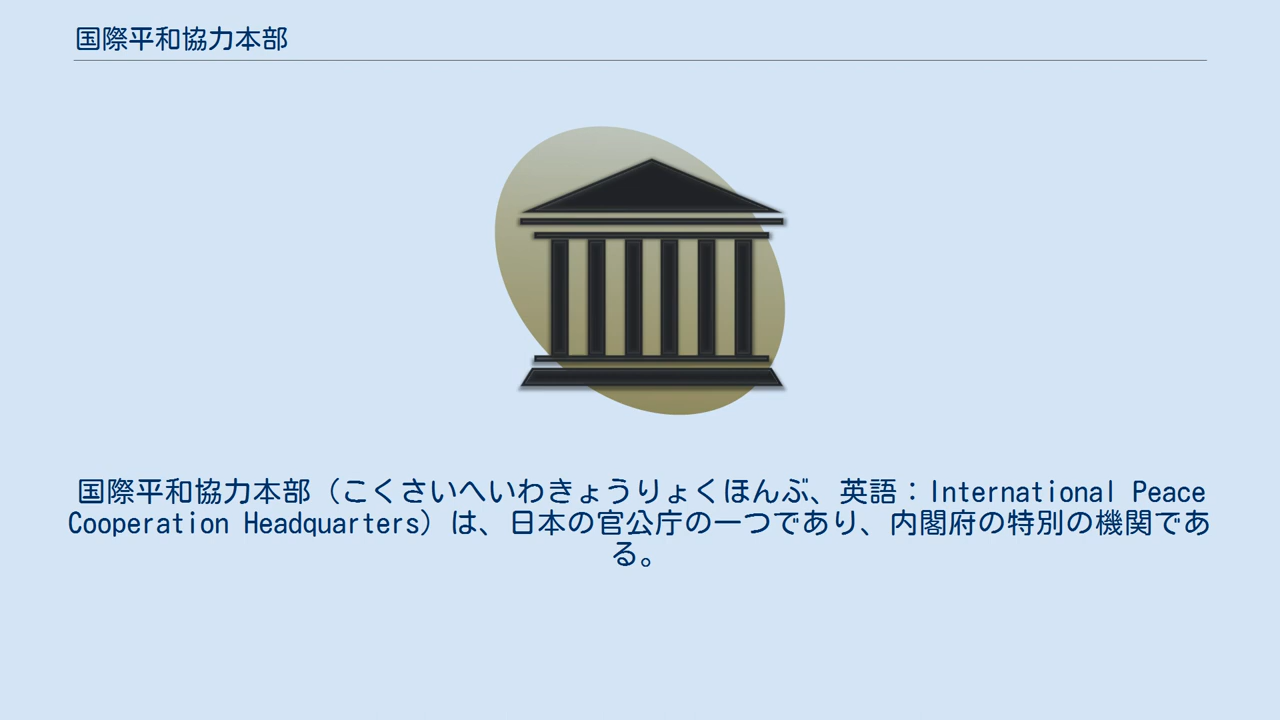 国際平和協力本部
国際平和協力本部（こくさいへいわきょうりょくほんぶ、英語：International Peace
Cooperation Headquarters）は、日本の官公庁の一つであり、内閣府の特別の機関であ
る。